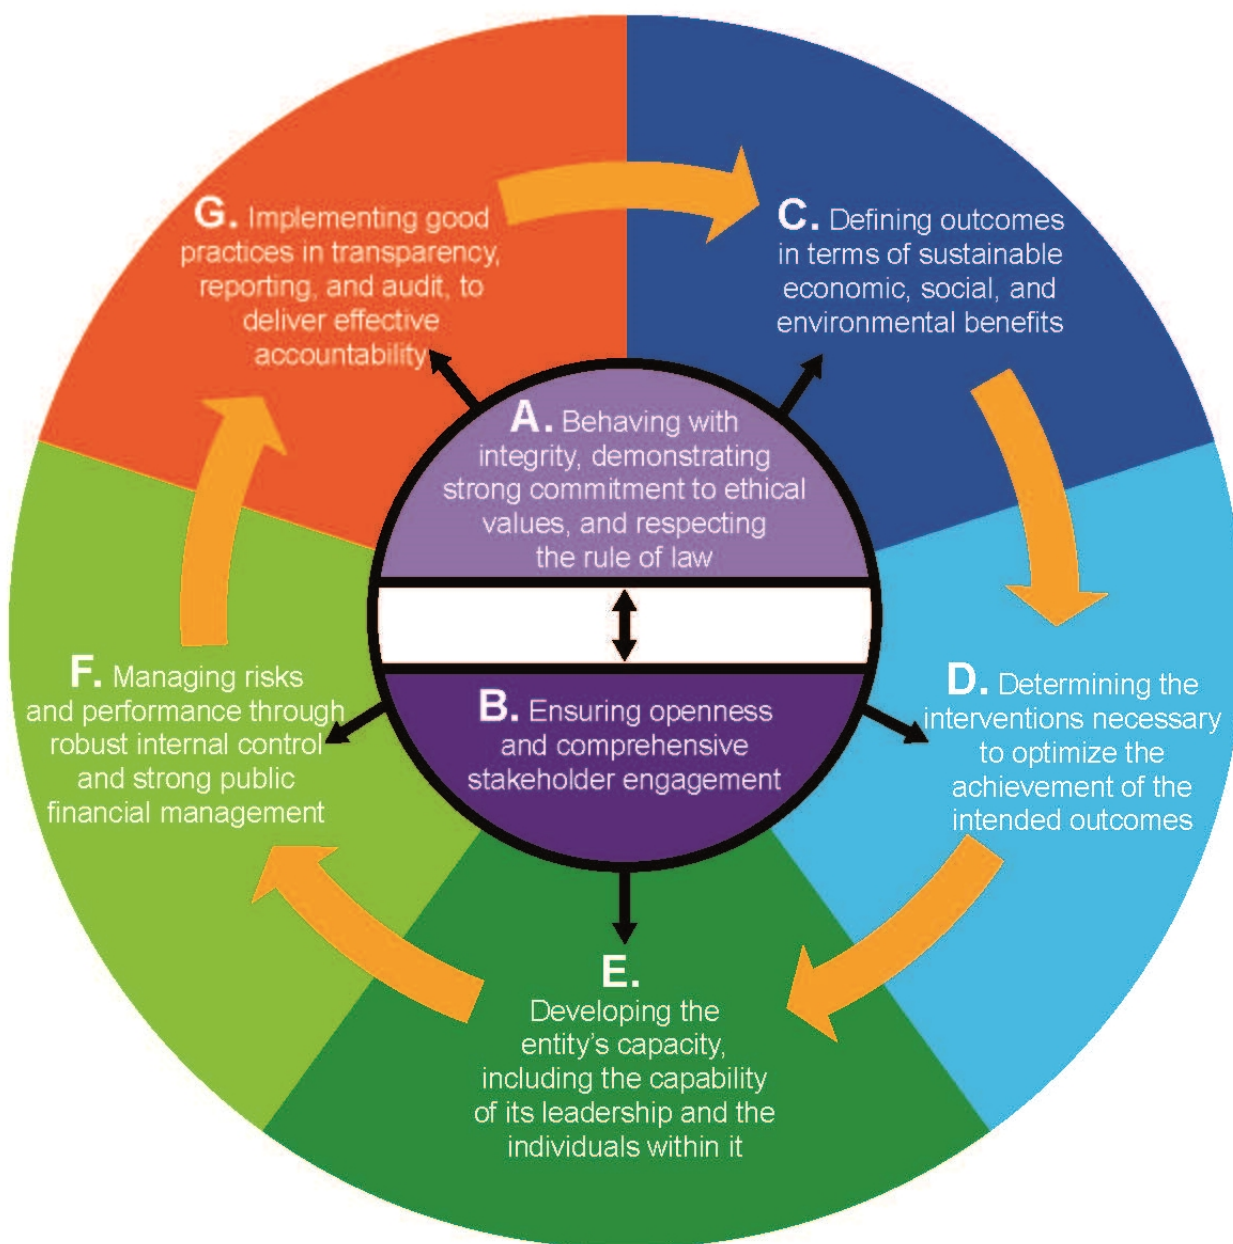 A. Behaving with
integrity, demonstrating
strong commitment to ethical
values, and respecting
the rule of law
B. Ensuring openness
and comprehensive
stakeholder engagement
C. Defining outcomes
in terms of sustainable
economic, social, and
environmental benefits
D. Determining the
interventions necessary
to optimize the
achievement of the
intended outcomes
E.
Developing the
entity's capacity,
including the capability
of its leadership and the
individuals within it
F. Managing risks
and performance through
robust internal control
and strong public
financial management
G. Implementing good
practices in transparency,
reporting, and audit, to
deliver effective
accountability